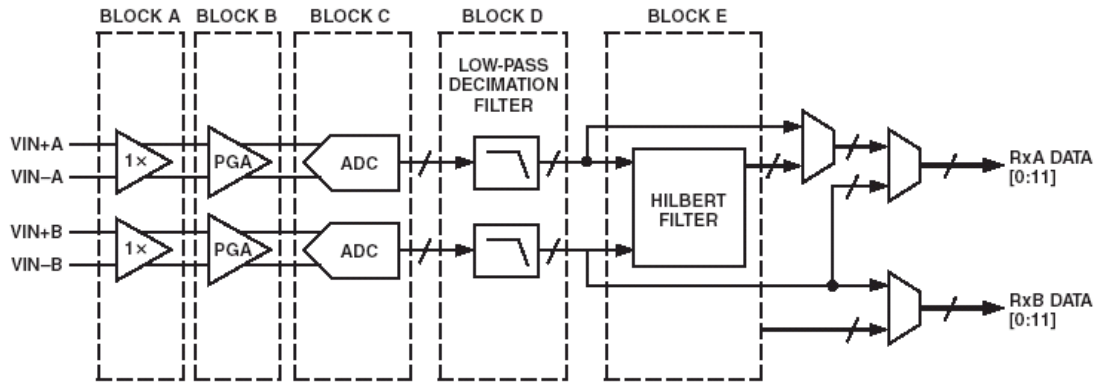 BLOCK A
BLOCK B
BLOCK C
BLOCK D
BLOCK E
LOW-PASS
DECIMATION
FILTER
VIN+A
VIN–A
1×
PGA
ADC
HILBERT
FILTER
RxA DATA
[0:11]
VIN+B
VIN–B
1×
PGA
ADC
RxB DATA
[0:11]